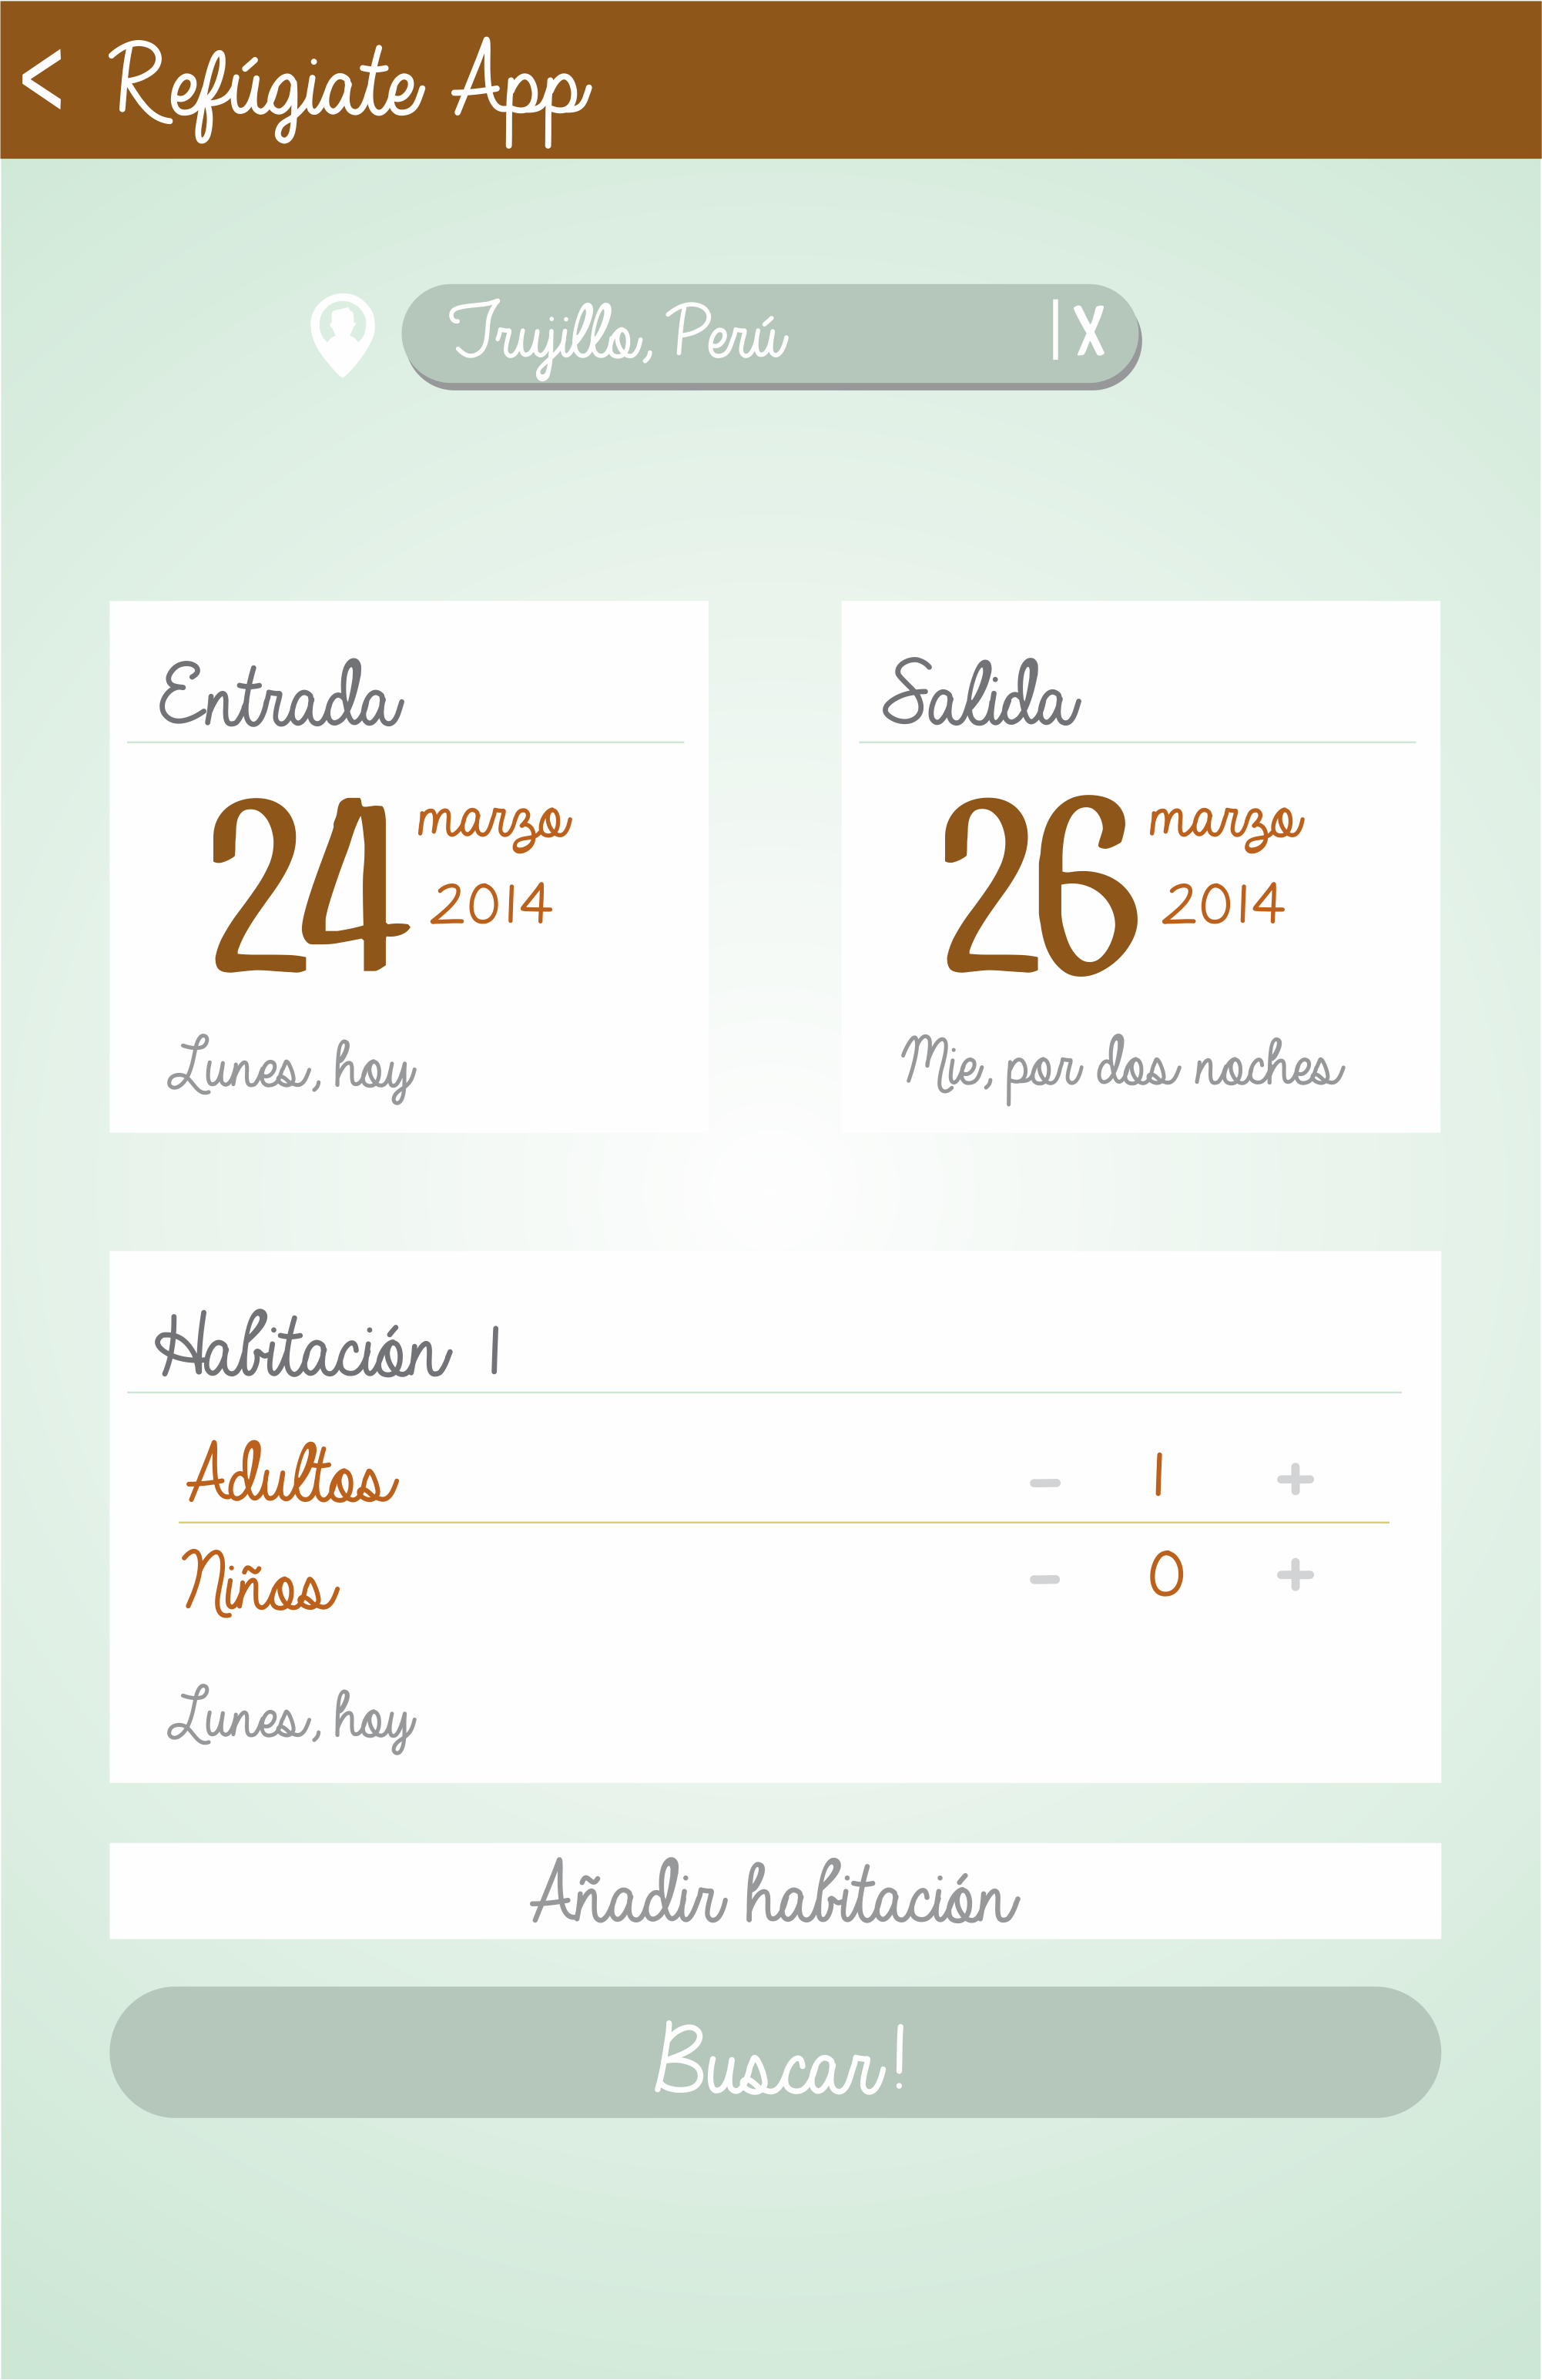 < Refúgiate App
Trujillo, Perú | X
Entrada
24 marzo
2014
Lunes, hoy
Salida
26 marzo
2014
Mie, por dos noches
Habitación 1
Adultos - 1 +
Niños - 0 +
Lunes, hoy
Añadir habitación
Buscar!